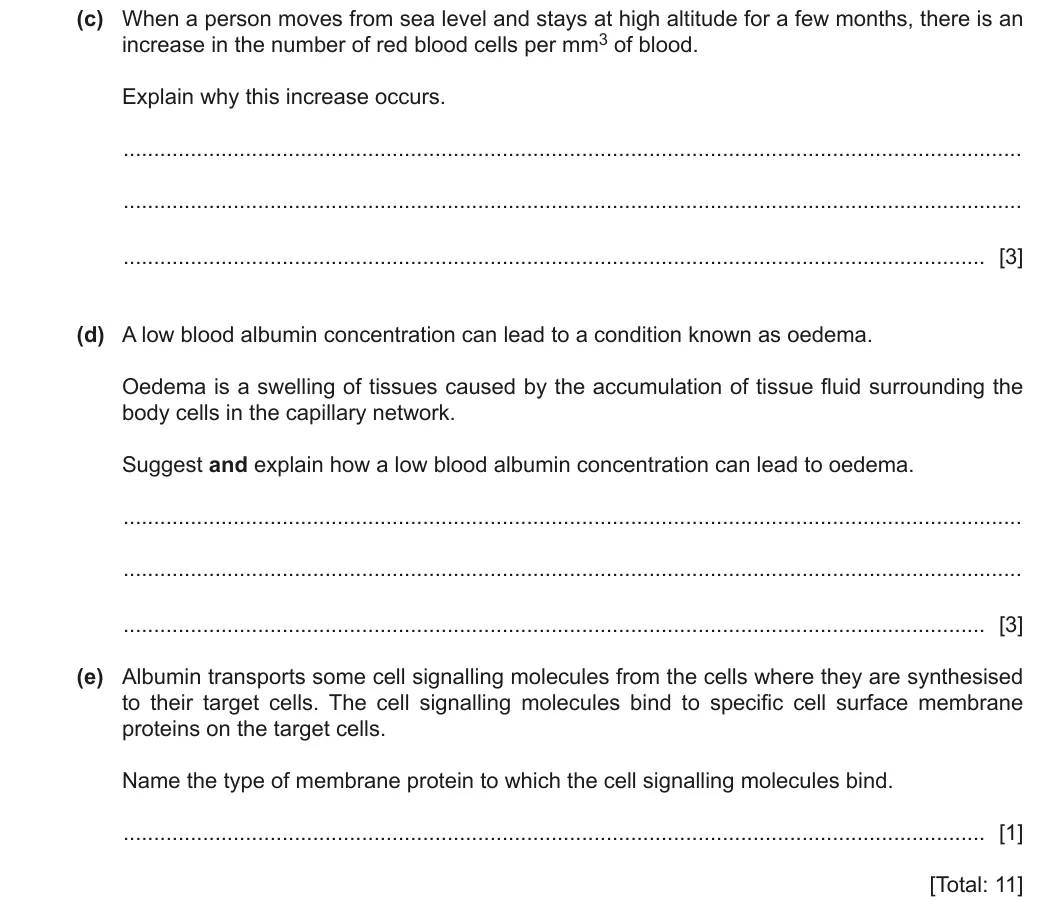 (c) When a person moves from sea level and stays at high altitude for a few months, there is an
increase in the number of red blood cells per mm³ of blood.
Explain why this increase occurs.
..........................................................................................
..........................................................................................
.......................................................................................... [3]
(d) A low blood albumin concentration can lead to a condition known as oedema.
Oedema is a swelling of tissues caused by the accumulation of tissue fluid surrounding the
body cells in the capillary network.
Suggest and explain how a low blood albumin concentration can lead to oedema.
..........................................................................................
..........................................................................................
.......................................................................................... [3]
(e) Albumin transports some cell signalling molecules from the cells where they are synthesised
to their target cells. The cell signalling molecules bind to specific cell surface membrane
proteins on the target cells.
Name the type of membrane protein to which the cell signalling molecules bind.
.......................................................................................... [1]
[Total: 11]